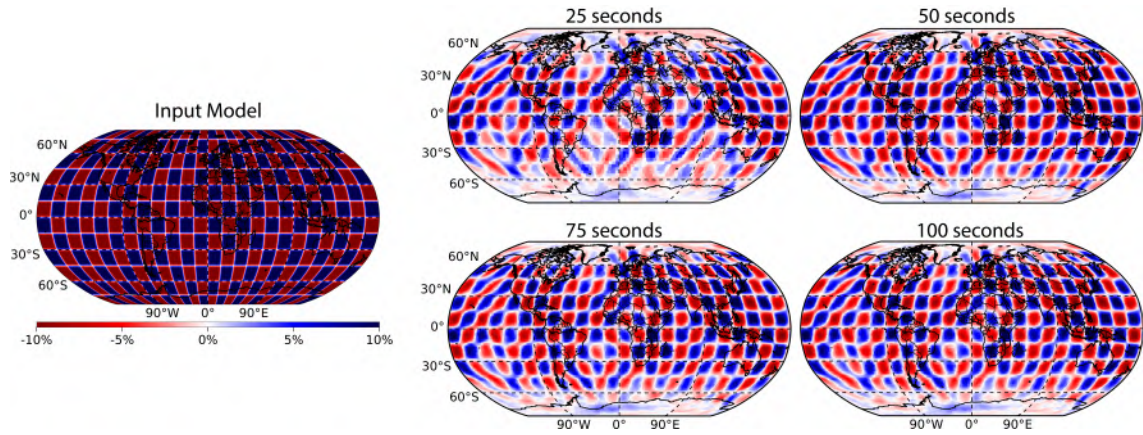 25 seconds
50 seconds
60°N
30°N
0°
30°S
60°S
Input Model
60°N
30°N
0°
30°S
60°S
90°W 0° 90°E
-10% -5% 0% 5% 10%
75 seconds
100 seconds
60°N
30°N
0°
30°S
60°S
90°W 0° 90°E
90°W 0° 90°E